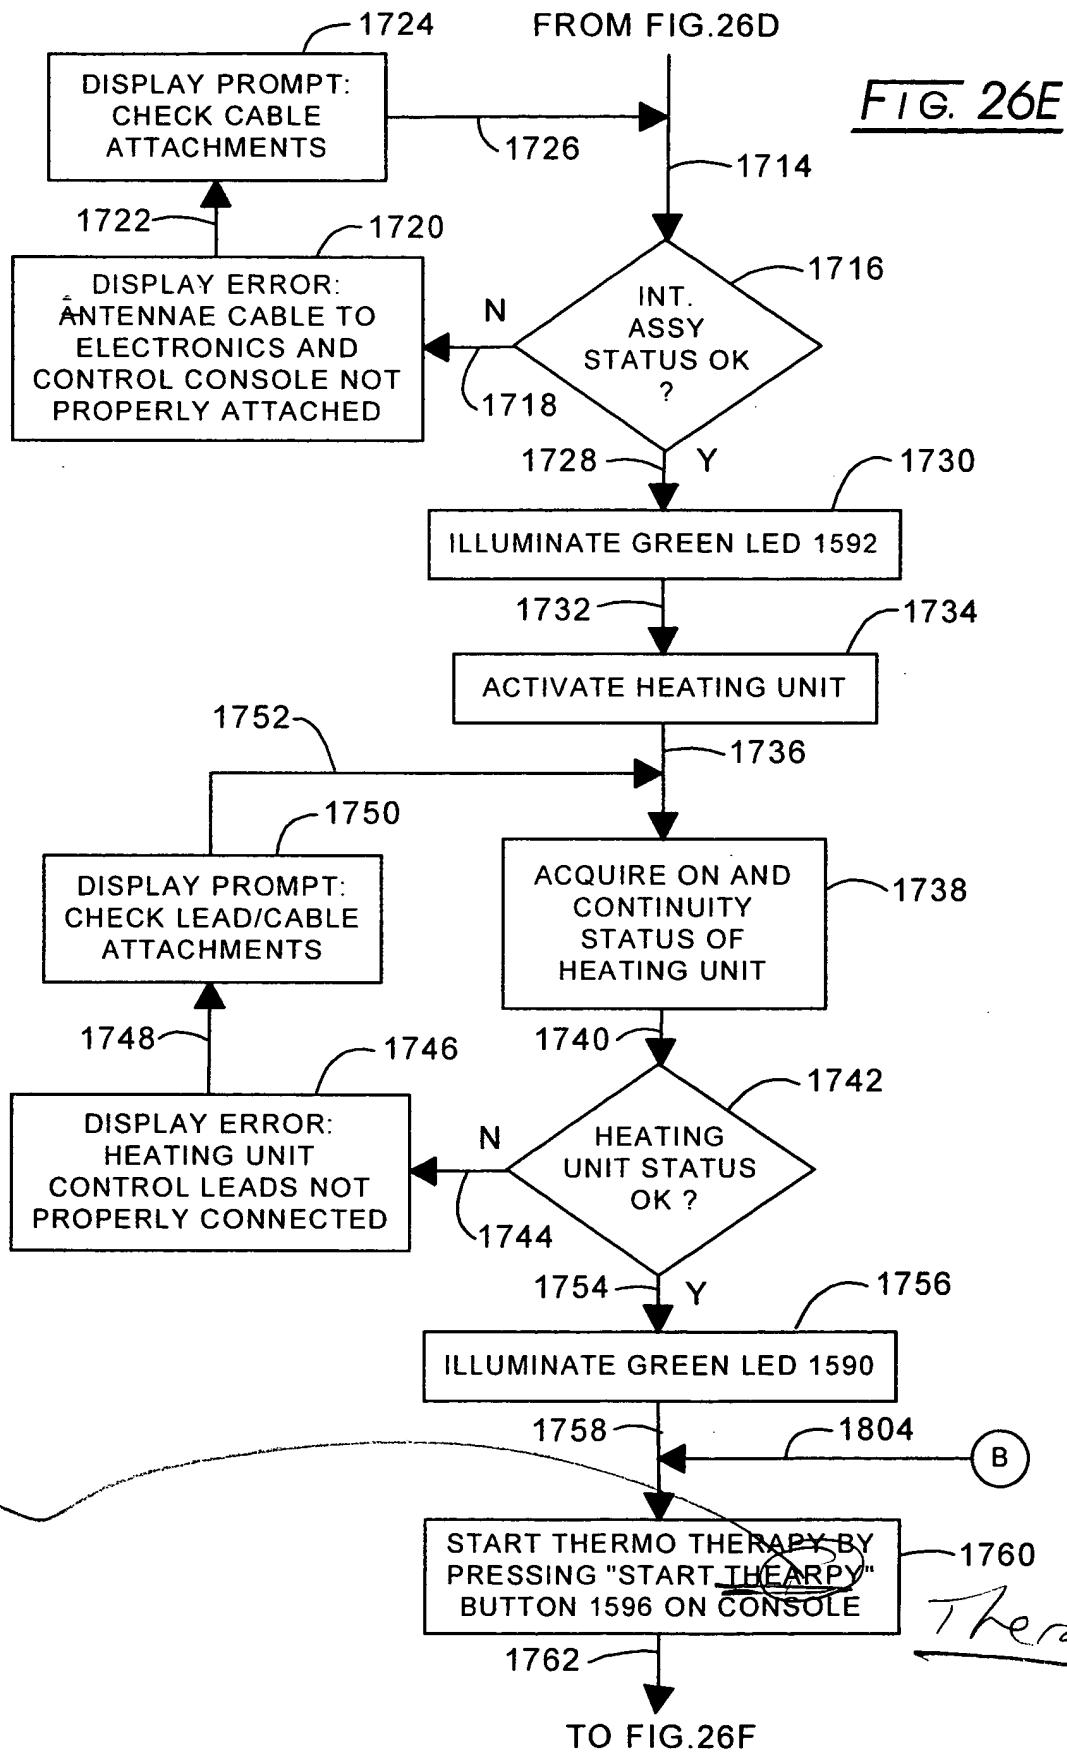 1724
FROM FIG.26D
FIG. 26E
DISPLAY PROMPT:
CHECK CABLE
ATTACHMENTS
1726
1714
1722
1720
1716
DISPLAY ERROR:
ANTENNAE CABLE TO
ELECTRONICS AND
CONTROL CONSOLE NOT
PROPERLY ATTACHED
N
INT.
ASSY
STATUS OK
?
1718
1728
Y
1730
ILLUMINATE GREEN LED 1592
1732
1734
ACTIVATE HEATING UNIT
1752
1736
1750
DISPLAY PROMPT:
CHECK LEAD/CABLE
ATTACHMENTS
ACQUIRE ON AND
CONTINUITY
STATUS OF
HEATING UNIT
1738
1748
1746
1740
1742
DISPLAY ERROR:
HEATING UNIT
CONTROL LEADS NOT
PROPERLY CONNECTED
N
HEATING
UNIT STATUS
OK ?
1744
1754
Y
1756
ILLUMINATE GREEN LED 1590
1758
1804
B
START THERMO THERAPY BY
PRESSING "START THEARPY"
BUTTON 1596 ON CONSOLE
1760
1762
TO FIG.26F